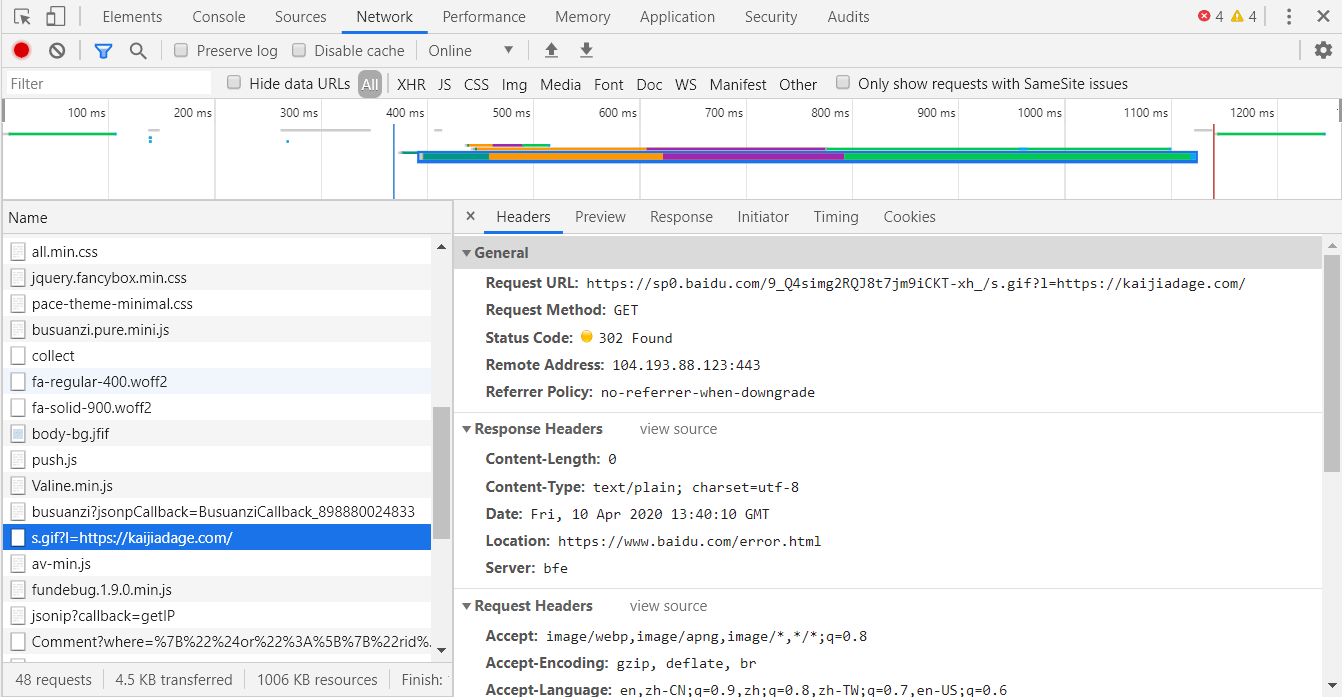 Elements Console Sources Network Performance Memory Application Security Audits 4 4
Preserve log Disable cache Online
Filter Hide data URLs All XHR JS CSS Img Media Font Doc WS Manifest Other Only show requests with SameSite issues
100 ms 200 ms 300 ms 400 ms 500 ms 600 ms 700 ms 800 ms 900 ms 1000 ms 1100 ms 1200 ms
Name
all.min.css
jquery.fancybox.min.css
pace-theme-minimal.css
busuanzi.pure.mini.js
collect
fa-regular-400.woff2
fa-solid-900.woff2
body-bg.jfif
push.js
Valine.min.js
busuanzi?jsonpCallback=BusuanziCallback_898880024833
s.gif?l=https://kaijiadage.com/
av-min.js
fundebug.1.9.0.min.js
jsonip?callback=getIP
Comment?where=%7B%22%24or%22%3A%5B%7B%22rid%.
48 requests 4.5 KB transferred 1006 KB resources Finish:
× Headers Preview Response Initiator Timing Cookies
General
Request URL: https://sp0.baidu.com/9_Q4simg2RQJ8t7jm9iCKT-xh_/s.gif?l=https://kaijiadage.com/
Request Method: GET
Status Code: 302 Found
Remote Address: 104.193.88.123:443
Referrer Policy: no-referrer-when-downgrade
Response Headers view source
Content-Length: 0
Content-Type: text/plain; charset=utf-8
Date: Fri, 10 Apr 2020 13:40:10 GMT
Location: https://www.baidu.com/error.html
Server: bfe
Request Headers view source
Accept: image/webp,image/apng,image/*,*/*;q=0.8
Accept-Encoding: gzip, deflate, br
Accept-Language: en,zh-CN;q=0.9,zh;q=0.8,zh-TW;q=0.7,en-US;q=0.6